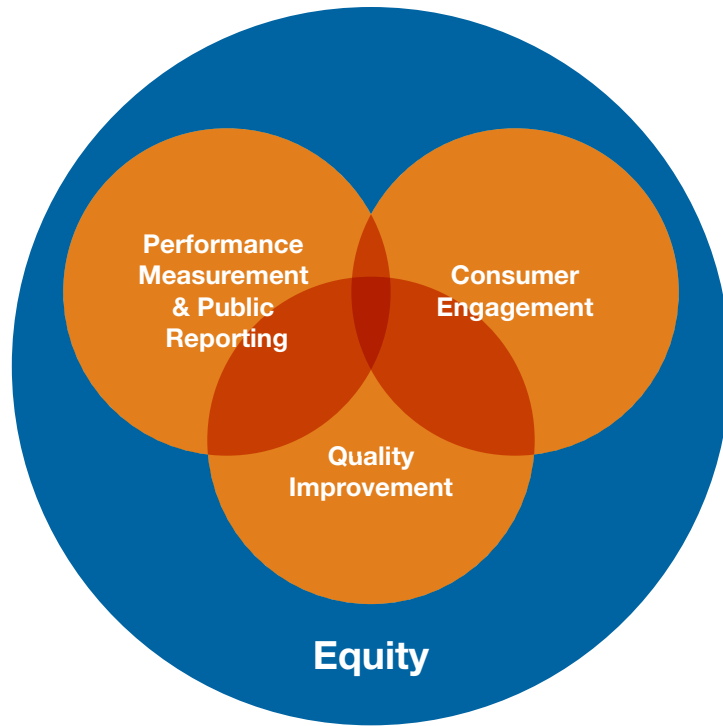 Performance
Measurement
& Public
Reporting
Consumer
Engagement
Quality
Improvement
Equity